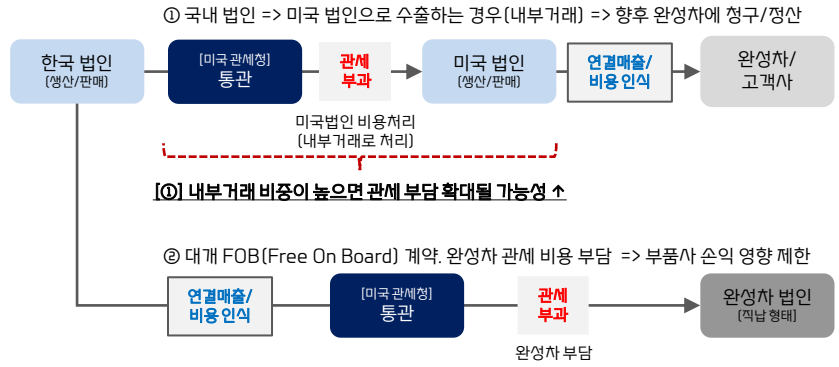 ① 국내 법인 => 미국 법인으로 수출하는 경우(내부거래) => 향후 완성차에 청구/정산
한국 법인
(생산/판매)
[미국 관세청]
통관
관세
부과
미국 법인
(생산/판매)
연결매출/
비용 인식
완성차/
고객사
미국법인 비용처리
(내부거래로 처리)
[①] 내부거래 비중이 높으면 관세 부담 확대될 가능성 ↑
② 대개 FOB(Free On Board) 계약. 완성차 관세 비용 부담 => 부품사 손익 영향 제한
연결매출/
비용 인식
[미국 관세청]
통관
관세
부과
완성차 법인
(직납 형태)
완성차 부담